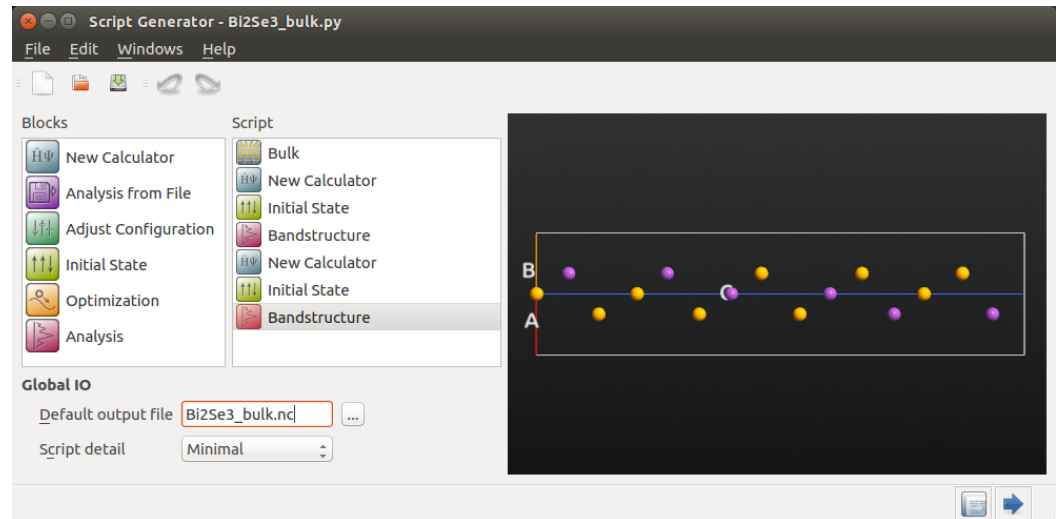 Script Generator - Bi2Se3_bulk.py
File Edit Windows Help
Blocks
New Calculator
Analysis from File
Adjust Configuration
Initial State
Optimization
Analysis
Script
Bulk
New Calculator
Initial State
Bandstructure
New Calculator
Initial State
Bandstructure
Global IO
Default output file Bi2Se3_bulk.nc ...
Script detail Minimal
B
C
A